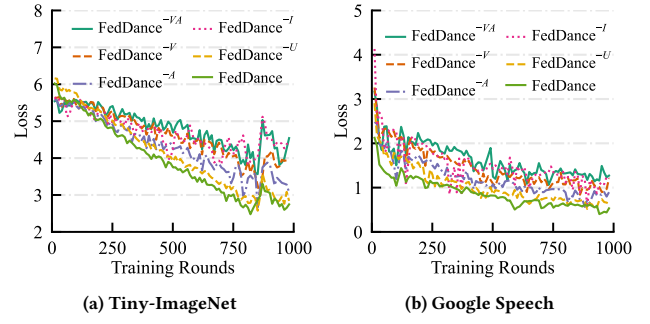 8
7
6
5
4
3
2
Loss
FedDance⁻ⱽᴬ
FedDance⁻ⱽ
FedDance⁻ᴬ
FedDance⁻ᴵ
FedDance⁻ᵁ
FedDance
0 250 500 750 1000
Training Rounds
(a) Tiny-ImageNet
5
4
3
2
1
0
Loss
FedDance⁻ⱽᴬ
FedDance⁻ⱽ
FedDance⁻ᴬ
FedDance⁻ᴵ
FedDance⁻ᵁ
FedDance
0 250 500 750 1000
Training Rounds
(b) Google Speech